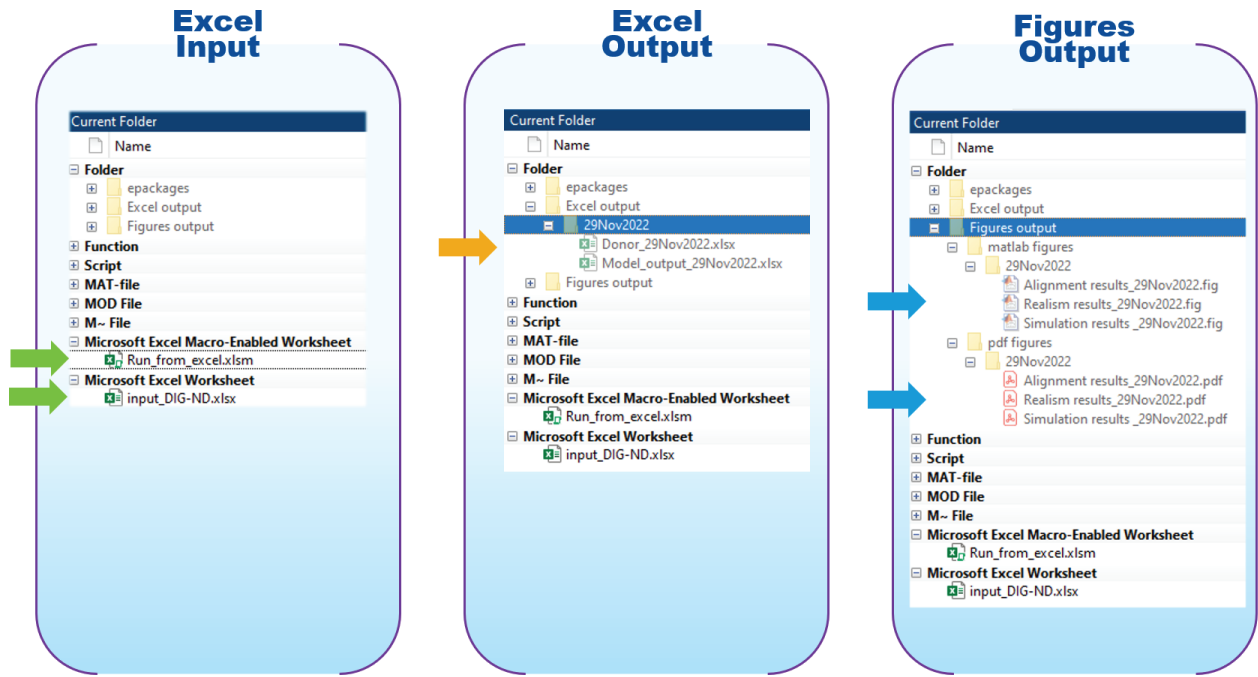 Excel
Input
Current Folder
Name
Folder
epackages
Excel output
Figures output
Function
Script
MAT-file
MOD File
M~ File
Microsoft Excel Macro-Enabled Worksheet
Run_from_excel.xlsm
Microsoft Excel Worksheet
input_DIG-ND.xlsx
Excel
Output
Current Folder
Name
Folder
epackages
Excel output
29Nov2022
Donor_29Nov2022.xlsx
Model_output_29Nov2022.xlsx
Figures output
Function
Script
MAT-file
MOD File
M~ File
Microsoft Excel Macro-Enabled Worksheet
Run_from_excel.xlsm
Microsoft Excel Worksheet
input_DIG-ND.xlsx
Figures
Output
Current Folder
Name
Folder
epackages
Excel output
Figures output
matlab figures
29Nov2022
Alignment results_29Nov2022.fig
Realism results_29Nov2022.fig
Simulation results _29Nov2022.fig
pdf figures
29Nov2022
Alignment results_29Nov2022.pdf
Realism results_29Nov2022.pdf
Simulation results _29Nov2022.pdf
Function
Script
MAT-file
MOD File
M~ File
Microsoft Excel Macro-Enabled Worksheet
Run_from_excel.xlsm
Microsoft Excel Worksheet
input_DIG-ND.xlsx